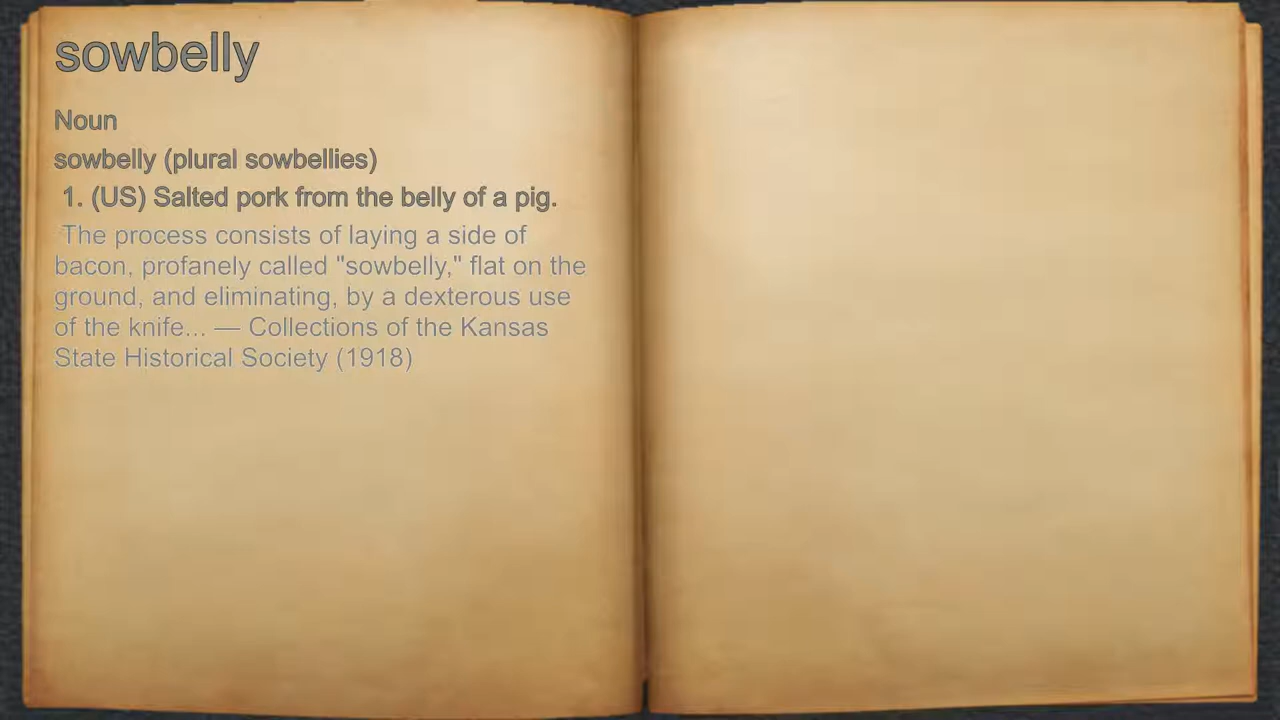 sowbelly
Noun
sowbelly (plural sowbellies)
1. (US) Salted pork from the belly of a pig.
The process consists of laying a side of
bacon, profanely called "sowbelly," flat on the
ground, and eliminating, by a dexterous use
of the knife... — Collections of the Kansas
State Historical Society (1918)